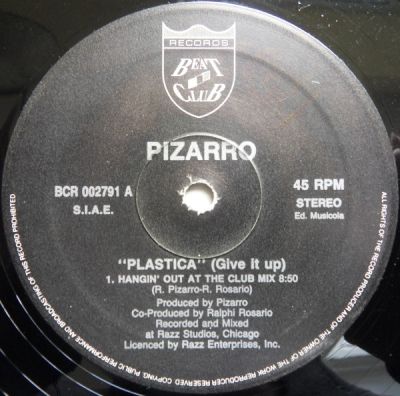 RECORDS
BEAT
CLUB
PIZARRO
BCR 002791 A
S.I.A.E.
45 RPM
STEREO
Ed. Musicola
"PLASTICA" (Give it up)
1. HANGIN' OUT AT THE CLUB MIX 8:50
(R. Pizarro-R. Rosario)
Produced by Pizarro
Co-Produced by Ralphi Rosario
Recorded and Mixed
at Razz Studios, Chicago
Licenced by Razz Enterprises, Inc.
ALL RIGHTS OF THE RECORD PRODUCER AND OF THE OWNER OF THE WORK REPRODUCER RESERVED COPYING, PUBLIC PERFORMANCE AND BROADCASTING OF THIS RECORD PROHIBITED